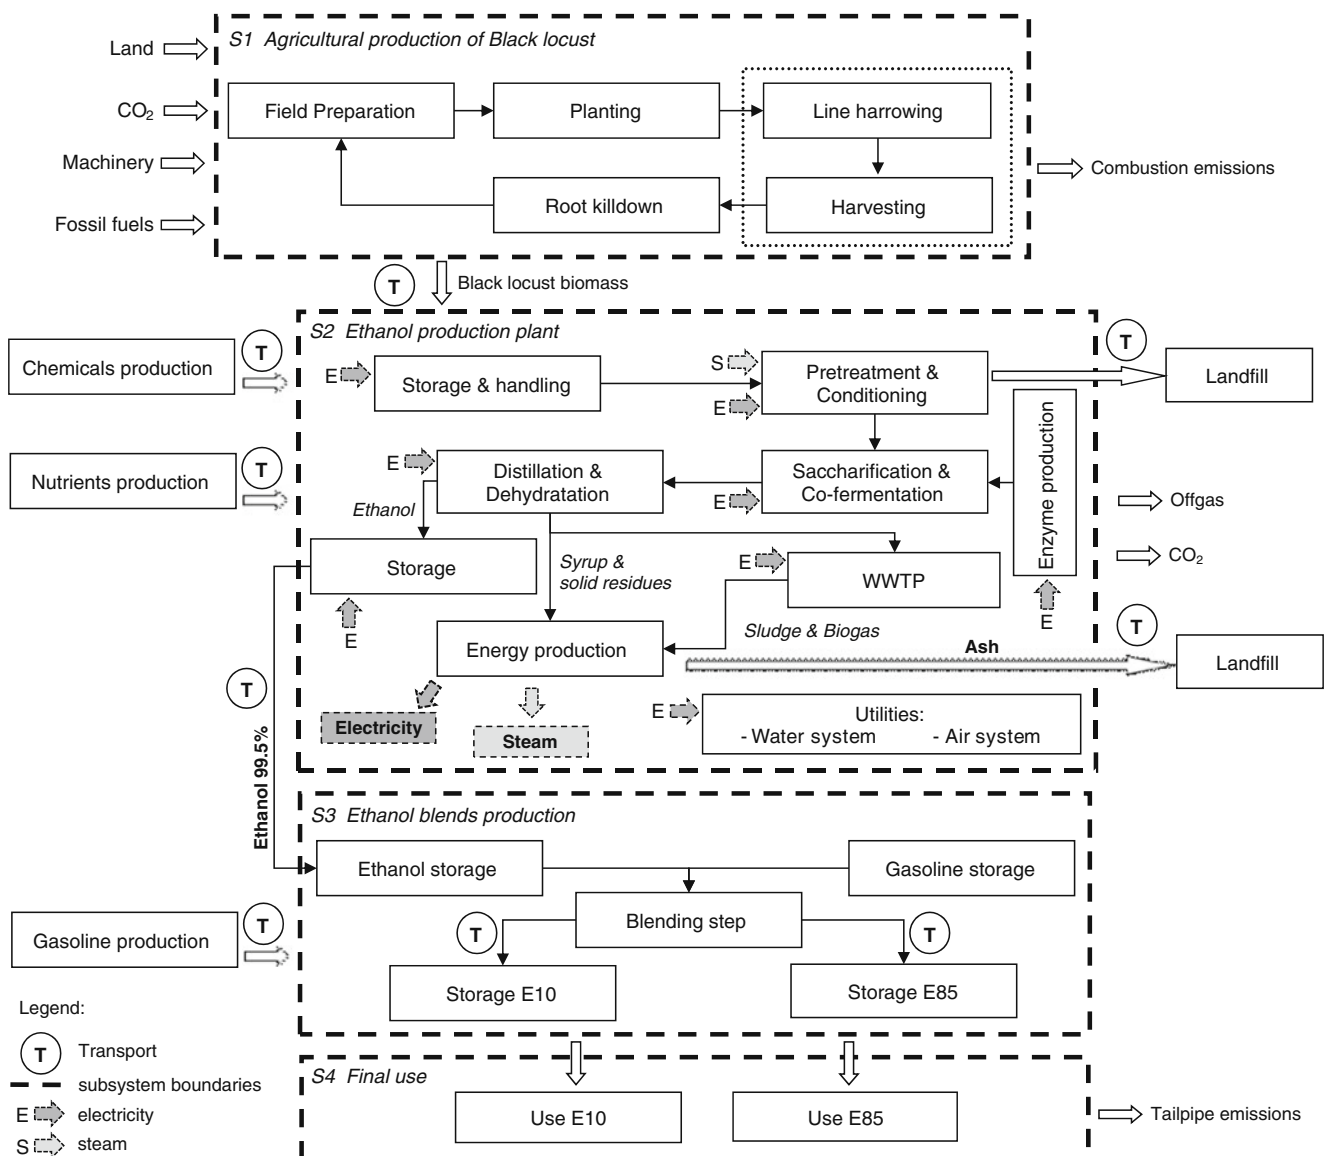 S1 Agricultural production of Black locust
Land
CO2
Machinery
Fossil fuels
Field Preparation
Planting
Line harrowing
Root killdown
Harvesting
Combustion emissions
T
Black locust biomass
S2 Ethanol production plant
Chemicals production
T
E
Storage & handling
S
E
Pretreatment &
Conditioning
T
Landfill
Nutrients production
T
E
Distillation &
Dehydratation
E
Saccharification &
Co-fermentation
Enzyme production
E
Offgas
CO2
Ethanol
Storage
E
Syrup &
solid residues
E
WWTP
Sludge & Biogas
Energy production
Ash
T
Landfill
Electricity
Steam
E
Utilities:
- Water system - Air system
T
Ethanol 99.5%
S3 Ethanol blends production
Ethanol storage
Gasoline storage
Blending step
Gasoline production
T
T
T
Storage E10
Storage E85
S4 Final use
Use E10
Use E85
Tailpipe emissions
Legend:
T Transport
subsystem boundaries
E electricity
S steam